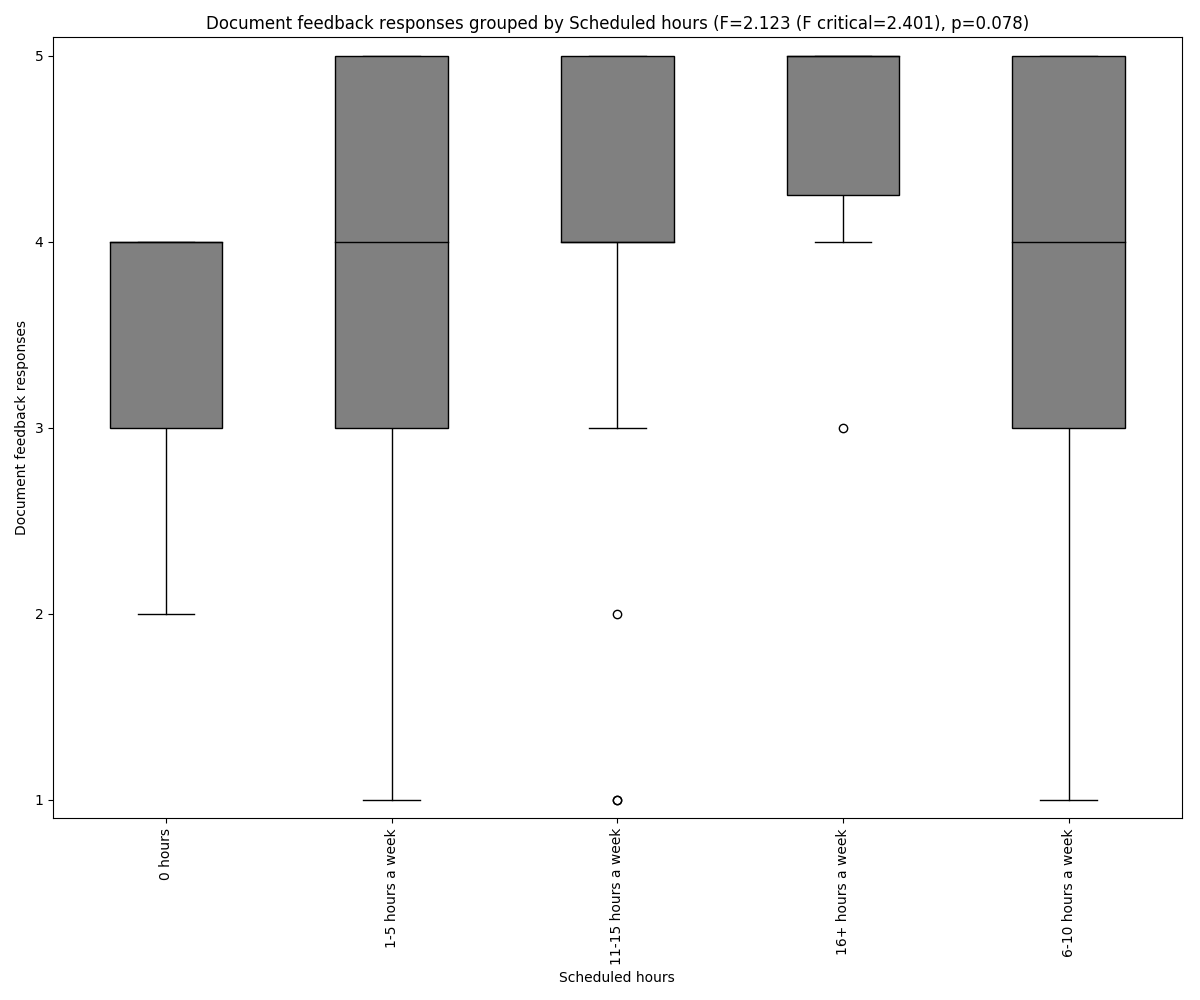 Document feedback responses grouped by Scheduled hours (F=2.123 (F critical=2.401), p=0.078)
Document feedback responses
5
4
3
2
1
0 hours
1-5 hours a week
11-15 hours a week
16+ hours a week
6-10 hours a week
Scheduled hours